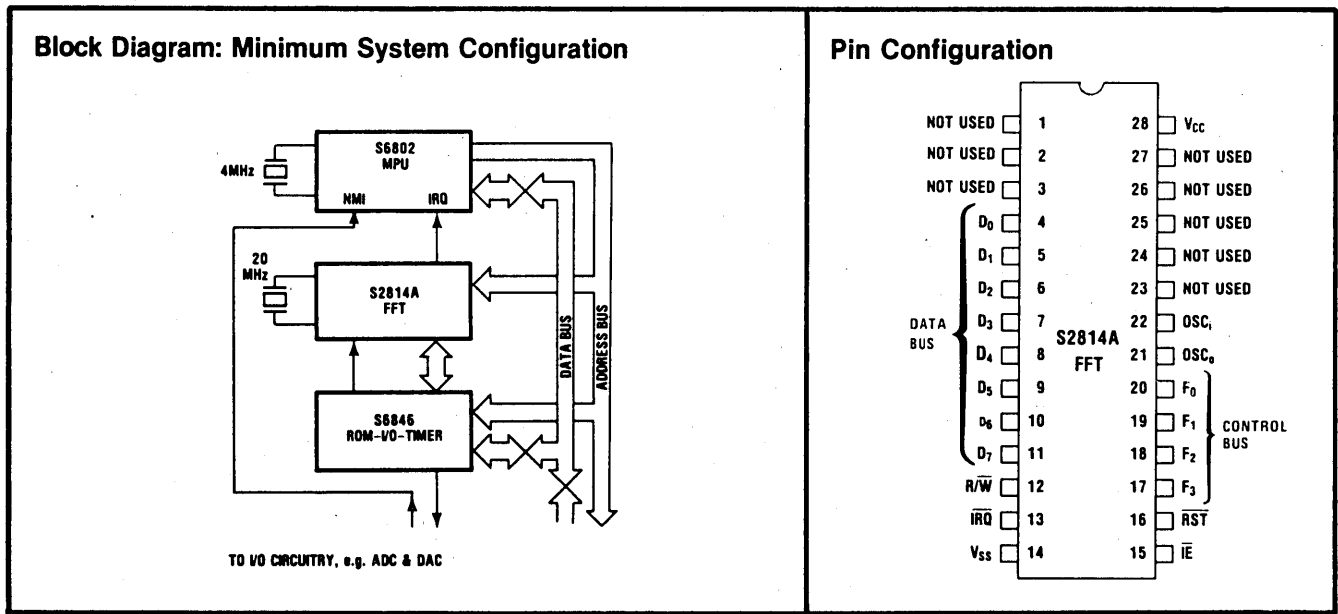 Block Diagram: Minimum System Configuration
S6802
MPU
4MHz
NMI IRQ
20
MHz
S2814A
FFT
DATA BUS
ADDRESS BUS
S6846
ROM-I/O-TIMER
TO I/O CIRCUITRY, e.g. ADC & DAC
Pin Configuration
NOT USED 1 28 VCC
NOT USED 2 27 NOT USED
NOT USED 3 26 NOT USED
D0 4 25 NOT USED
D1 5 24 NOT USED
D2 6 23 NOT USED
D3 7 22 OSCi
D4 8 21 OSCo
D5 9 20 F0
D6 10 19 F1
D7 11 18 F2
R/W̅ 12 17 F3
I̅R̅Q̅ 13 16 R̅S̅T̅
VSS 14 15 I̅E̅
DATA
BUS
S2814A
FFT
CONTROL
BUS